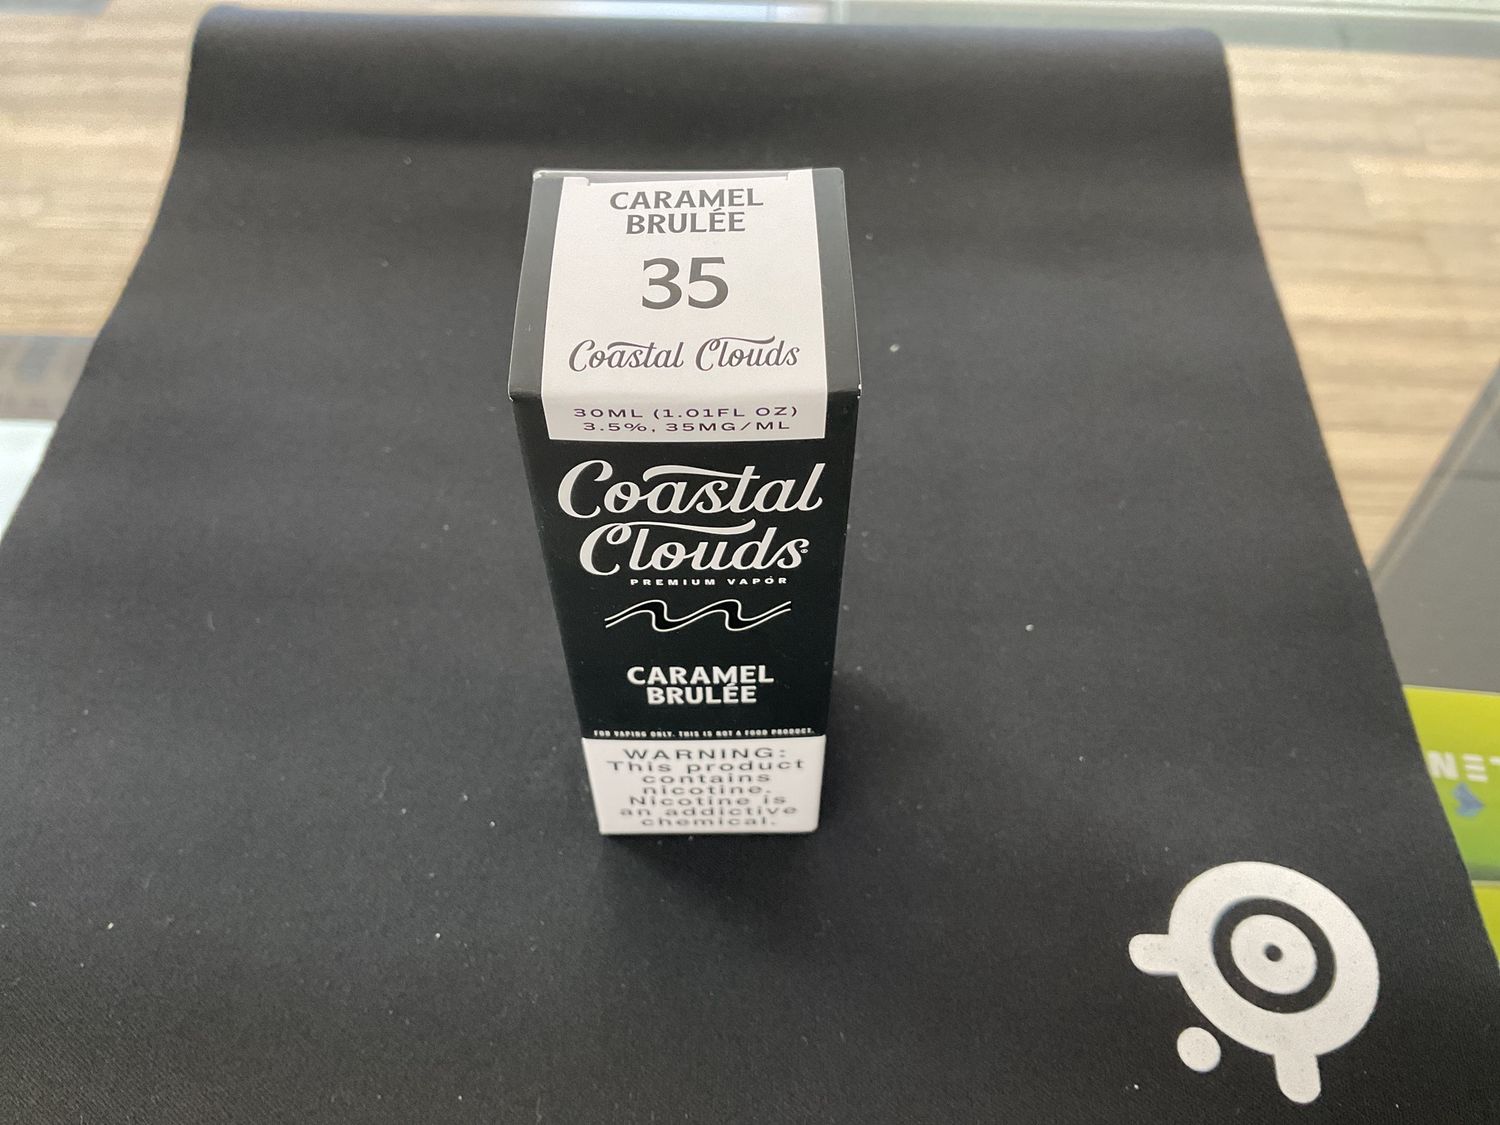 CARAMEL
BRULÉE
35
Coastal Clouds
30ML (1.01FL OZ)
3.5%, 35MG/ML
Coastal
Clouds®
PREMIUM VAPOR
CARAMEL
BRULÉE
FOR VAPING ONLY. THIS IS NOT A FOOD PRODUCT.
WARNING:
This product
contains
nicotine.
Nicotine is
an addictive
chemical.